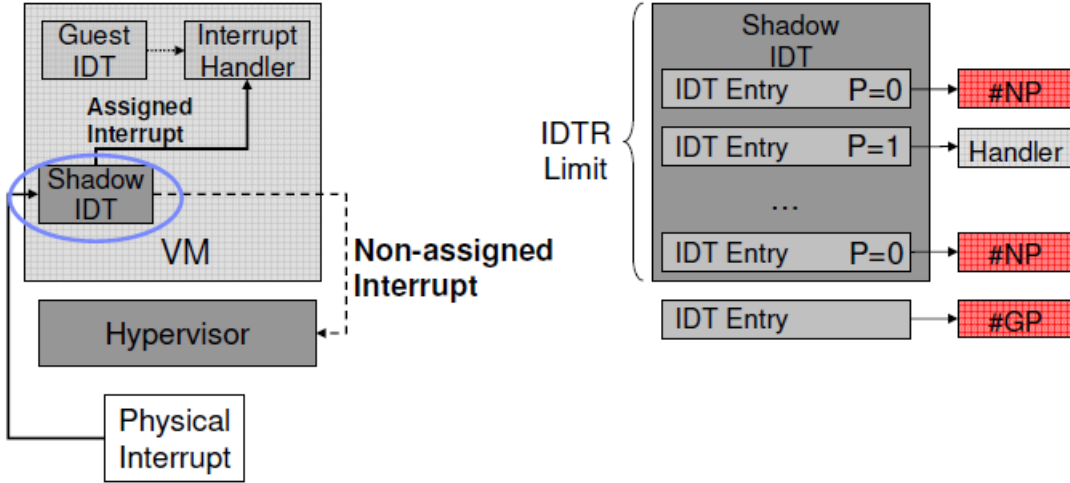 Guest
IDT
Interrupt
Handler
Assigned
Interrupt
Shadow
IDT
VM
Non-assigned
Interrupt
Hypervisor
Physical
Interrupt
IDTR
Limit
Shadow
IDT
IDT Entry P=0
#NP
IDT Entry P=1
Handler
...
IDT Entry P=0
#NP
IDT Entry
#GP